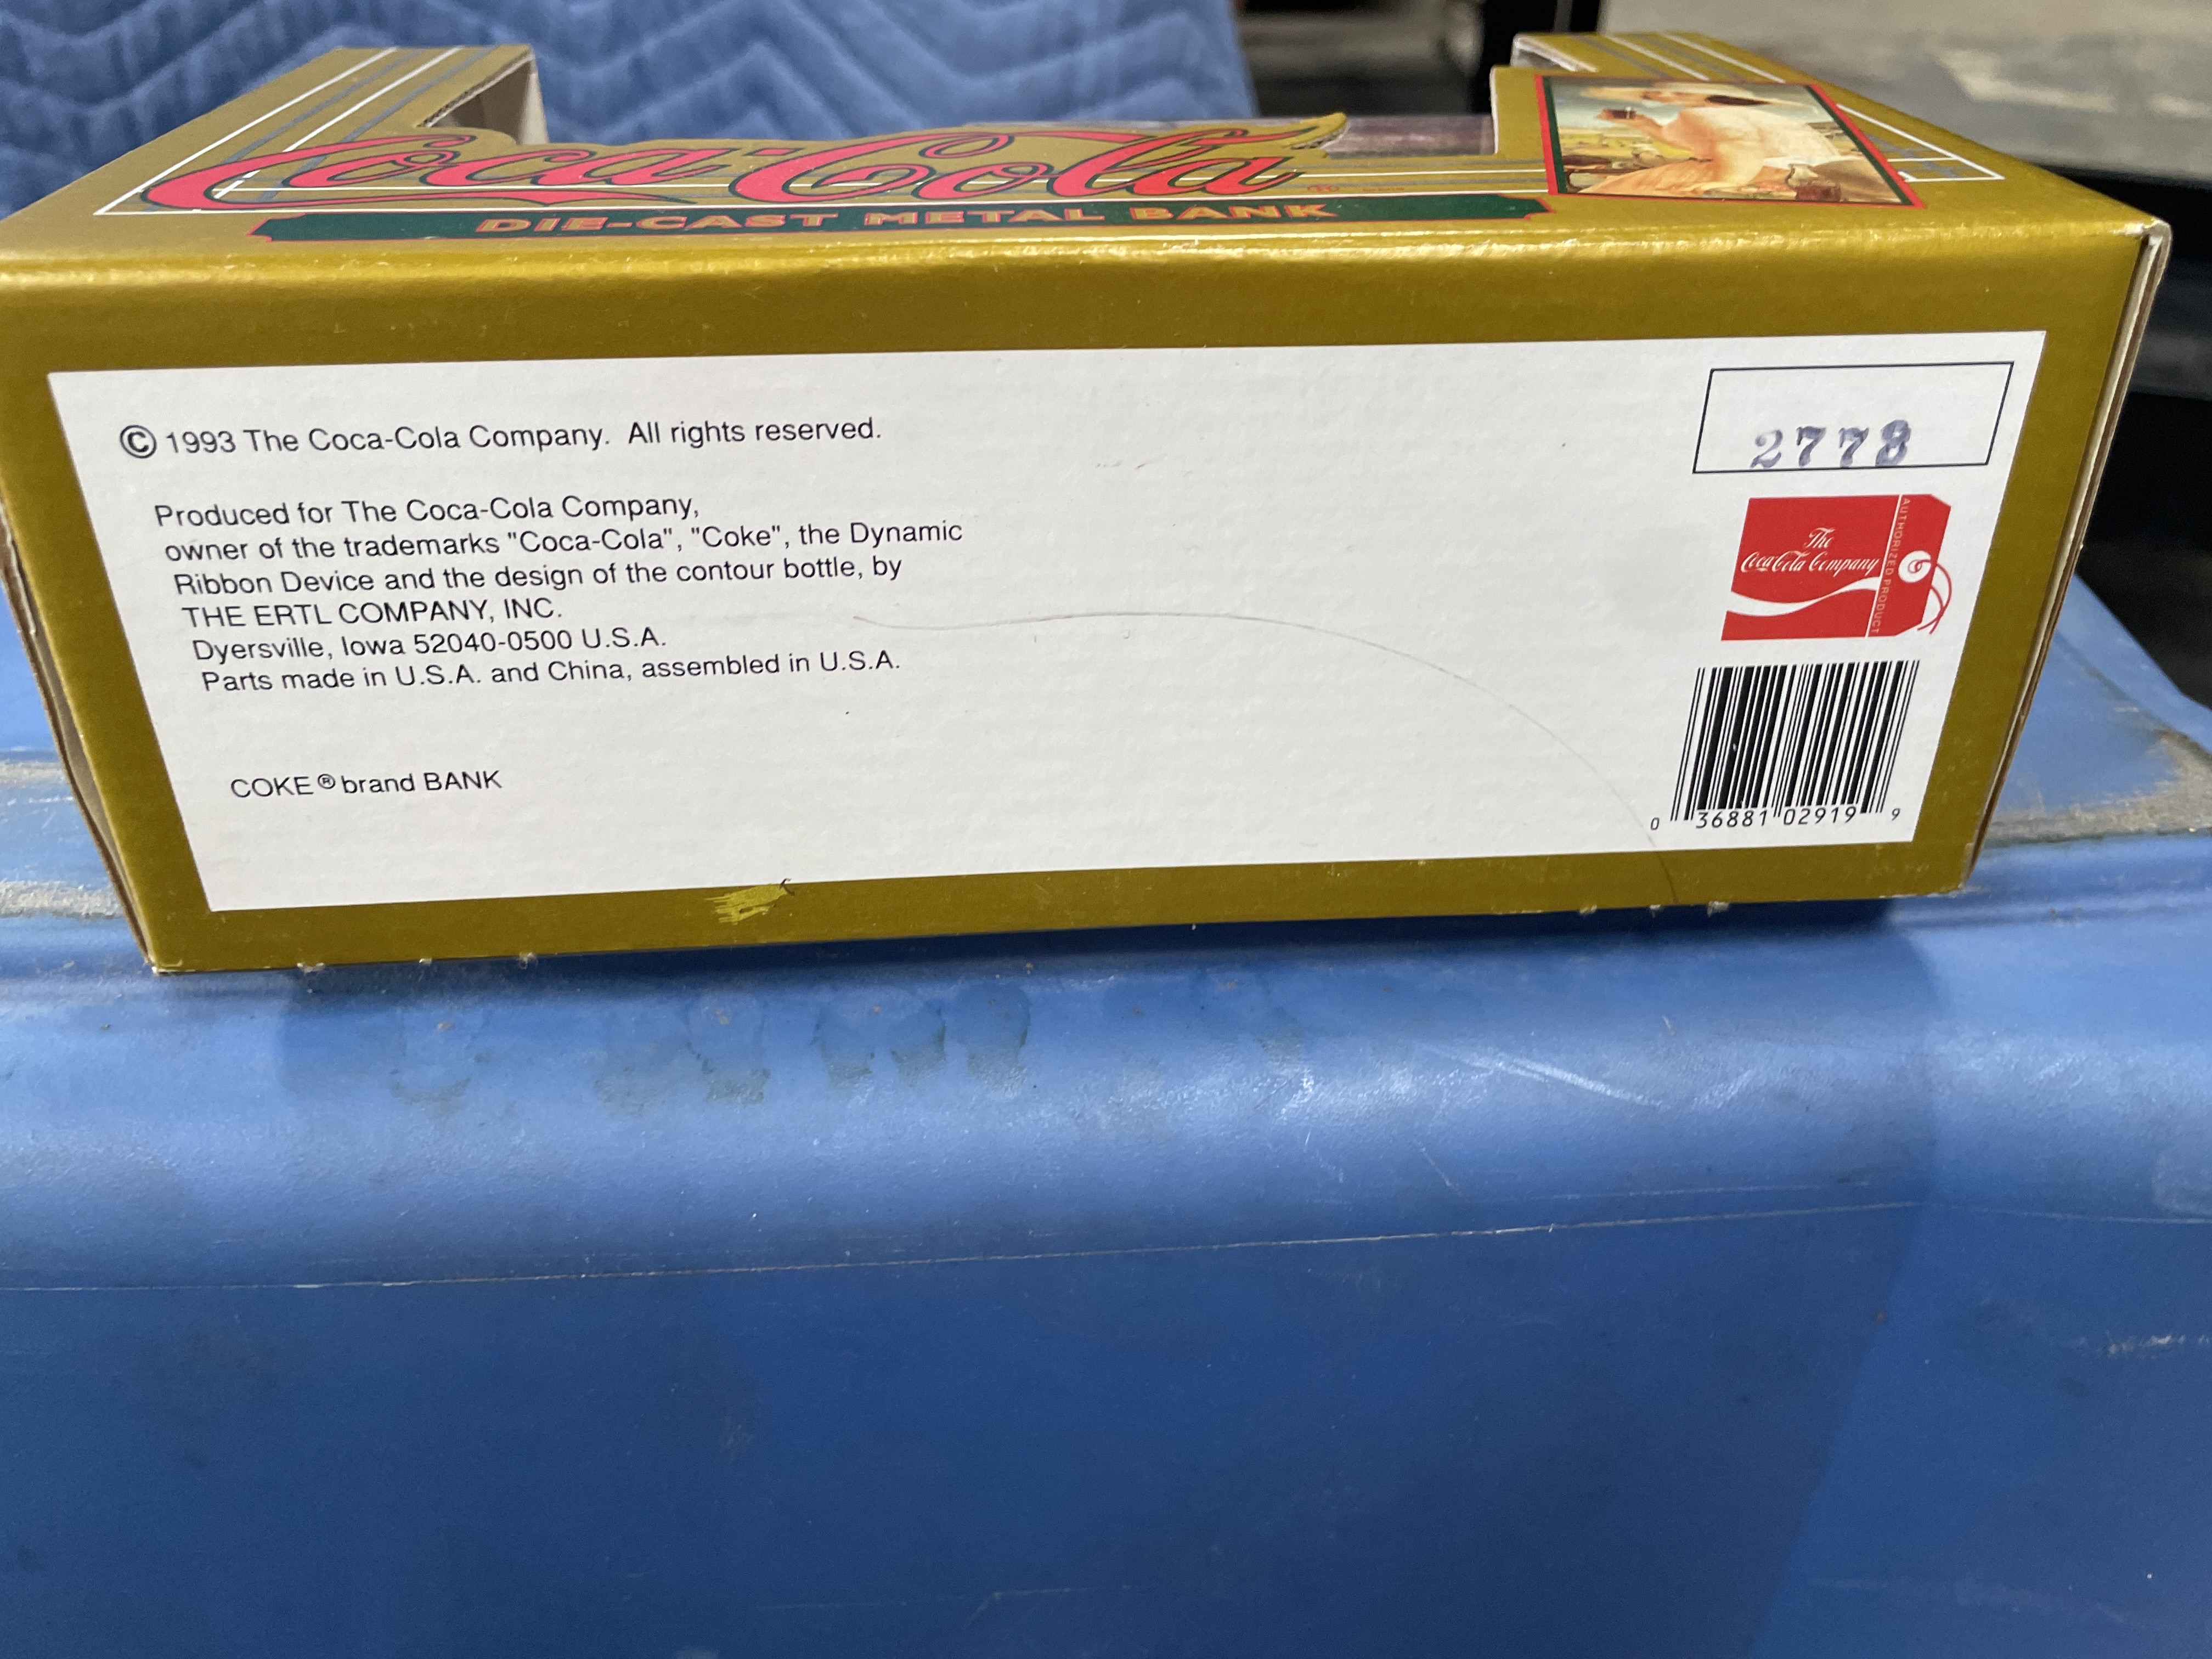 Coca-Cola
DIE-CAST METAL BANK
© 1993 The Coca-Cola Company. All rights reserved.
2778
Produced for The Coca-Cola Company,
owner of the trademarks "Coca-Cola", "Coke", the Dynamic
Ribbon Device and the design of the contour bottle, by
THE ERTL COMPANY, INC.
Dyersville, Iowa 52040-0500 U.S.A.
Parts made in U.S.A. and China, assembled in U.S.A.
The
Coca-Cola Company
AUTHORIZED PRODUCT
COKE ® brand BANK
0 36881 02919 9